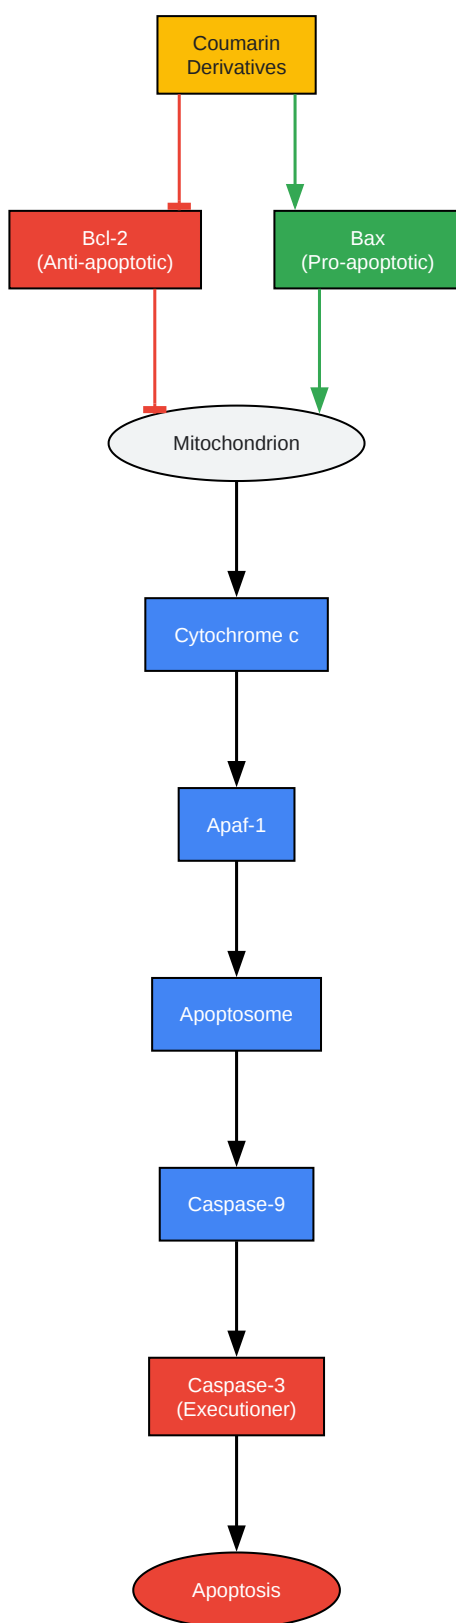 Coumarin
Derivatives
Bcl-2
(Anti-apoptotic)
Bax
(Pro-apoptotic)
Mitochondrion
Cytochrome c
Apaf-1
Apoptosome
Caspase-9
Caspase-3
(Executioner)
Apoptosis